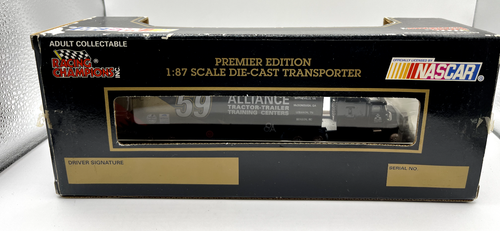 ADULT COLLECTABLE
RACING
CHAMPIONS INC
PREMIER EDITION
1:87 SCALE DIE-CAST TRANSPORTER
OFFICIALLY LICENSED BY
NASCAR
59
ALLIANCE
TRACTOR-TRAILER
TRAINING CENTERS
DRIVER SIGNATURE
SERIAL NO.